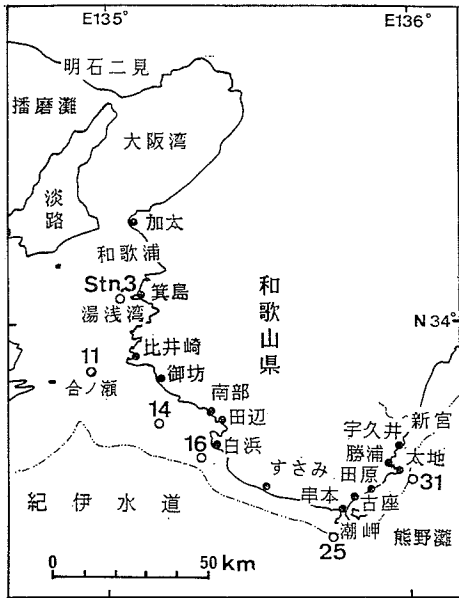 E135°
E136°
明石二見
播磨灘
大阪湾
淡路
加太
和歌浦
Stn.3
箕島
湯浅湾
和歌山県
N34°
比井崎
11
合ノ瀬
御坊
南部
14
田辺
16
白浜
新宮
宇久井
勝浦
太地
すさみ
田原
31
串本
古座
紀伊水道
潮岬
熊野灘
25
0
50 km